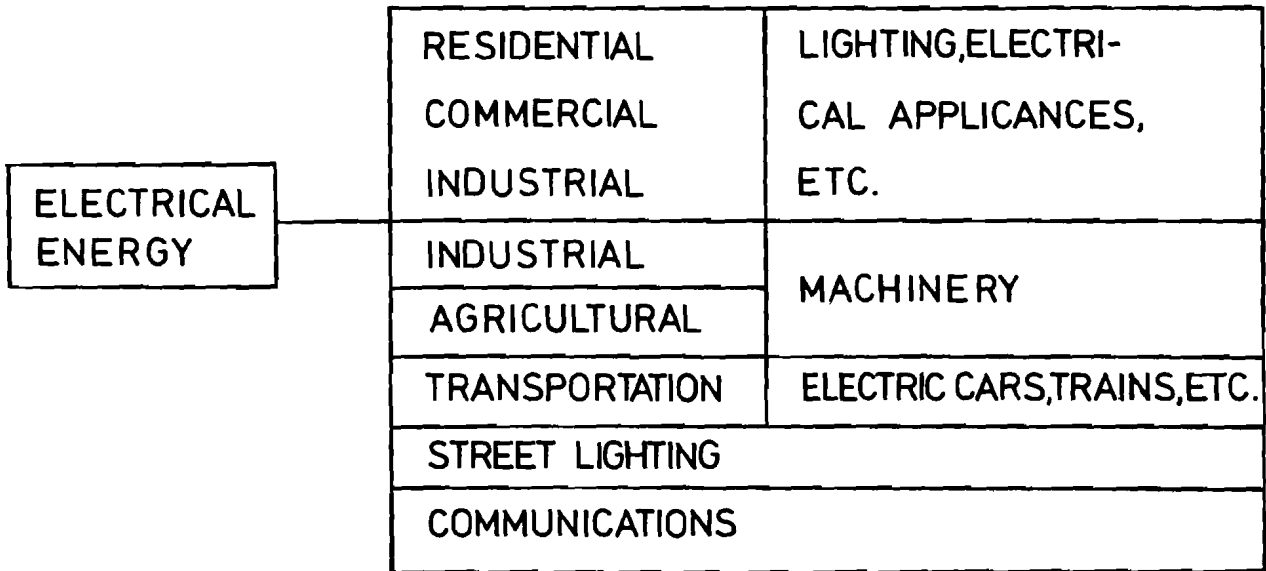 ELECTRICAL
ENERGY
RESIDENTIAL
COMMERCIAL
INDUSTRIAL
LIGHTING,ELECTRI-
CAL APPLICANCES,
ETC.
INDUSTRIAL
AGRICULTURAL
MACHINERY
TRANSPORTATION
ELECTRIC CARS,TRAINS,ETC.
STREET LIGHTING
COMMUNICATIONS